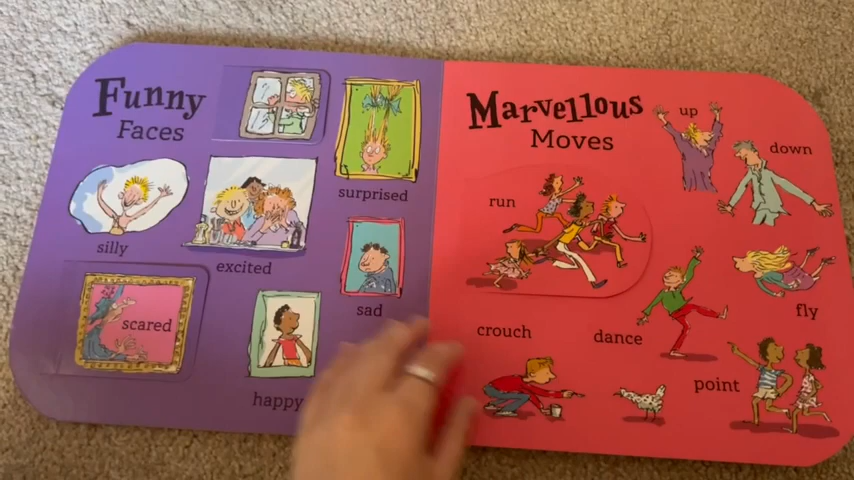 Funny
Faces
surprised
silly
excited
sad
scared
happy
Marvellous
Moves
up
down
run
fly
crouch
dance
point